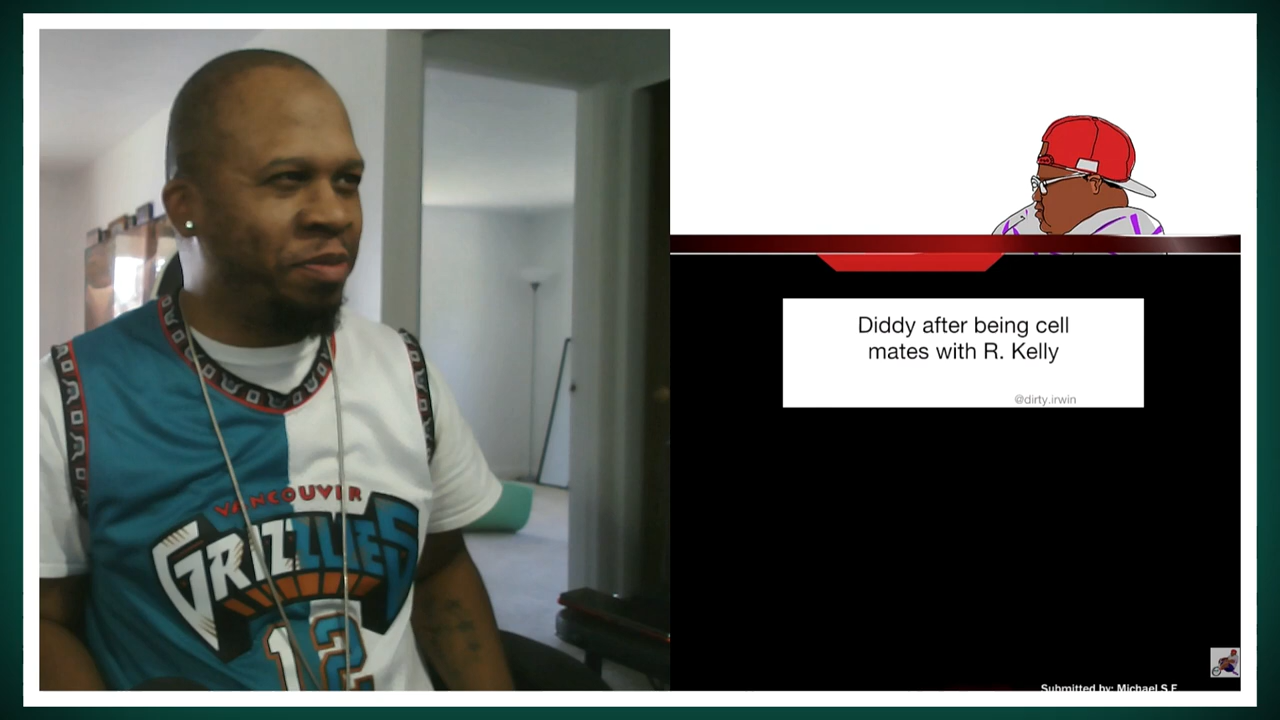 VANCOUVER
GRIZZLIES
12
Diddy after being cell
mates with R. Kelly
@dirty.irwin
Submitted by: Michael S F